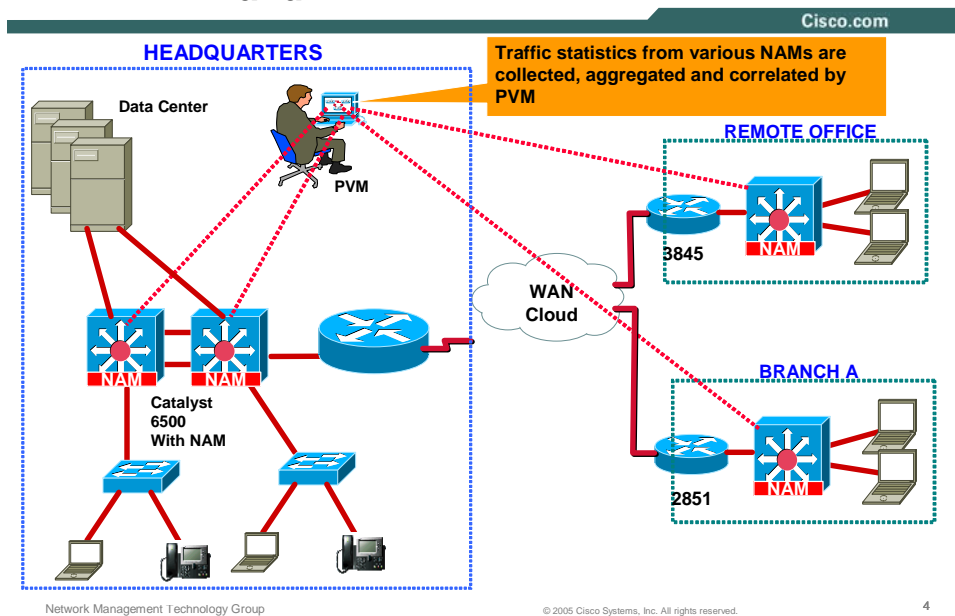 Cisco.com
HEADQUARTERS
Traffic statistics from various NAMs are
collected, aggregated and correlated by
PVM
Data Center
PVM
REMOTE OFFICE
3845
NAM
WAN
Cloud
NAM
NAM
Catalyst
6500
With NAM
BRANCH A
2851
NAM
Network Management Technology Group
© 2005 Cisco Systems, Inc. All rights reserved.
4